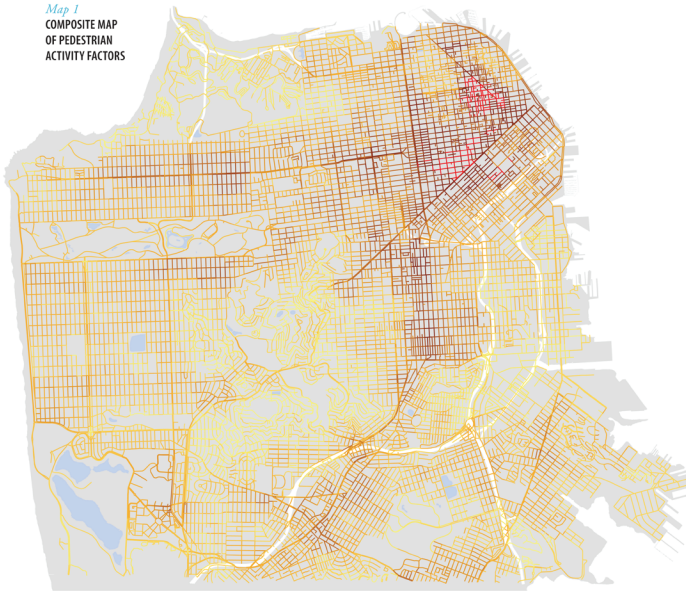 Map 1
COMPOSITE MAP
OF PEDESTRIAN
ACTIVITY FACTORS